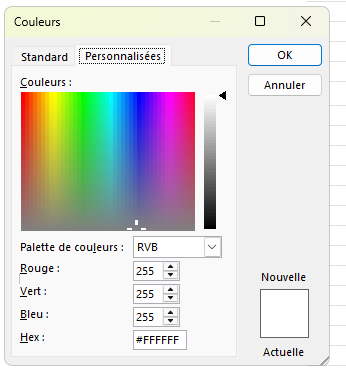 Couleurs
Standard Personnalisées
OK
Annuler
Couleurs :
Palette de couleurs : RVB
Rouge : 255
Vert : 255
Bleu : 255
Hex : #FFFFFF
Nouvelle
Actuelle